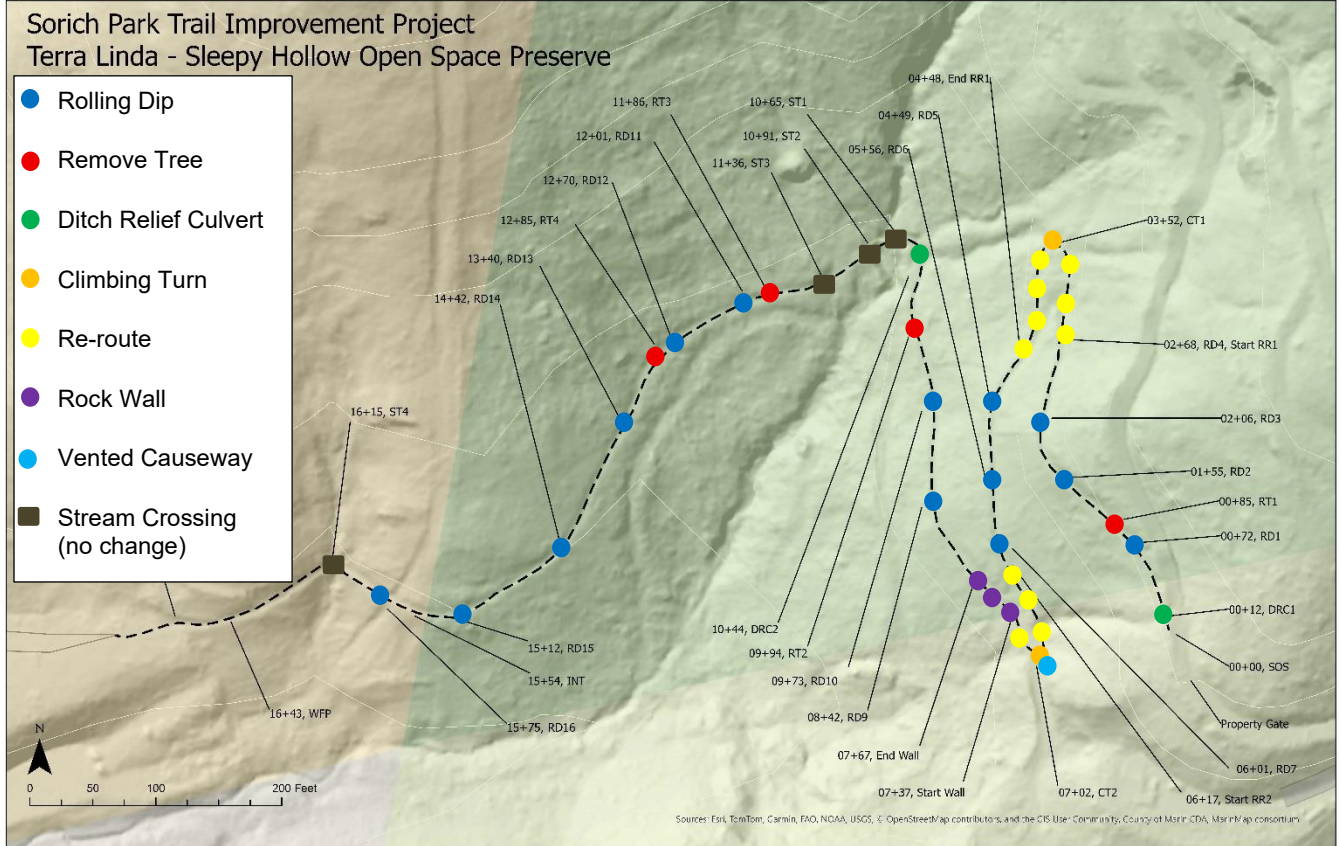 Sorich Park Trail Improvement Project
Terra Linda - Sleepy Hollow Open Space Preserve
Rolling Dip
Remove Tree
Ditch Relief Culvert
Climbing Turn
Re-route
Rock Wall
Vented Causeway
Stream Crossing
(no change)
04+48, End RR1
11+86, RT3
10+65, ST1
04+49, RD5
12+01, RD11
10+91, ST2
05+56, RD6
11+36, ST3
12+70, RD12
12+85, RT4
03+52, CT1
13+40, RD13
14+42, RD14
02+68, RD4, Start RR1
16+15, ST4
02+06, RD3
01+55, RD2
00+85, RT1
00+72, RD1
00+12, DRC1
10+44, DRC2
15+12, RD15
09+94, RT2
00+00, SOS
15+54, INT
09+73, RD10
16+43, WFP
08+42, RD9
15+75, RD16
Property Gate
07+67, End Wall
06+01, RD7
07+37, Start Wall
07+02, CT2
06+17, Start RR2
N
0 50 100 200 Feet
Sources: Esri, TomTom, Garmin, FAO, NOAA, USGS, © OpenStreetMap contributors, and the GIS User Community, County of Marin CDA, MarinMap consortium